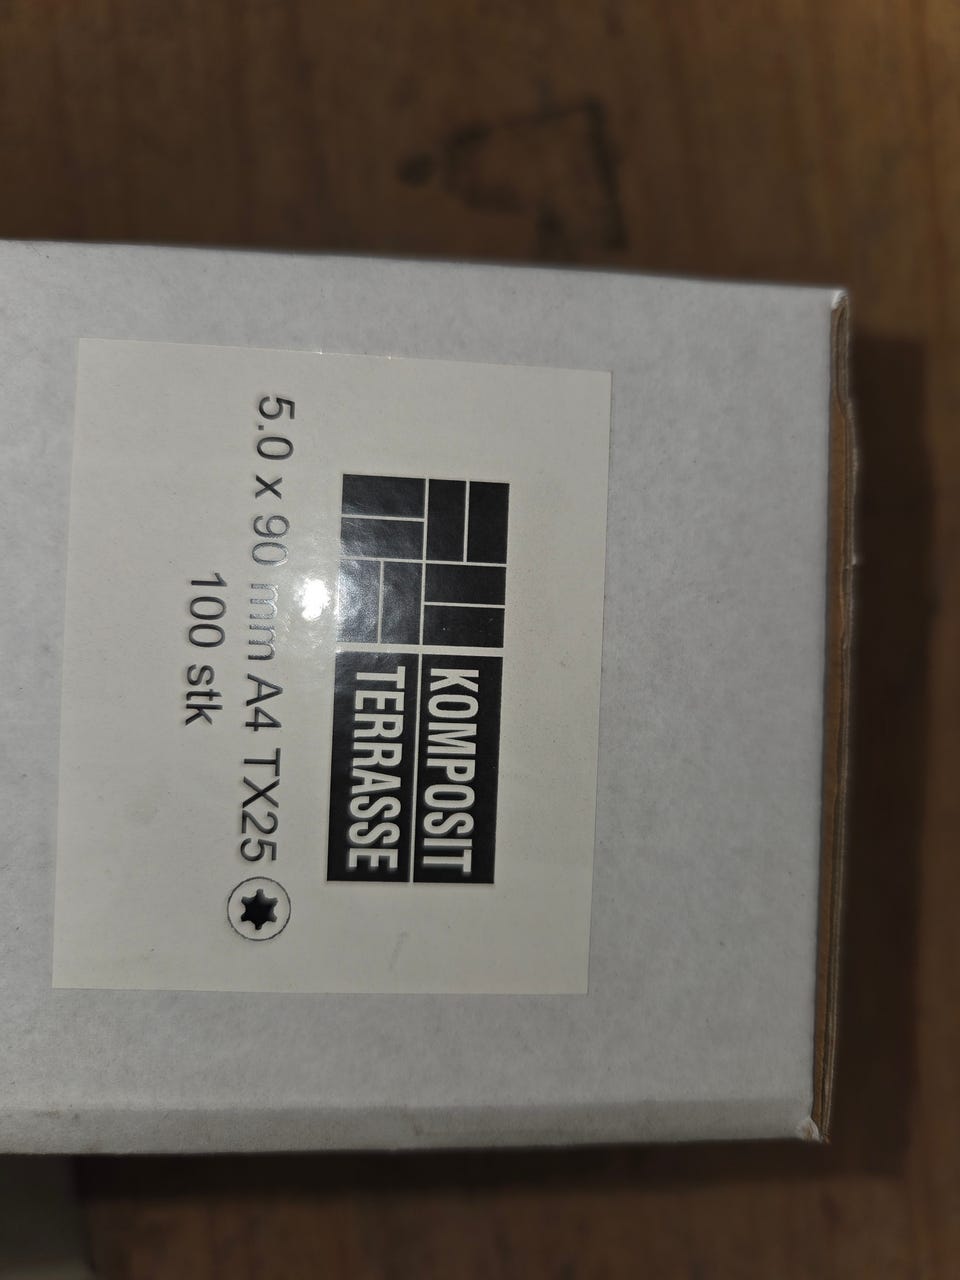 KOMPOSIT
TERRASSE
5.0 x 90 mm A4 TX25
100 stk